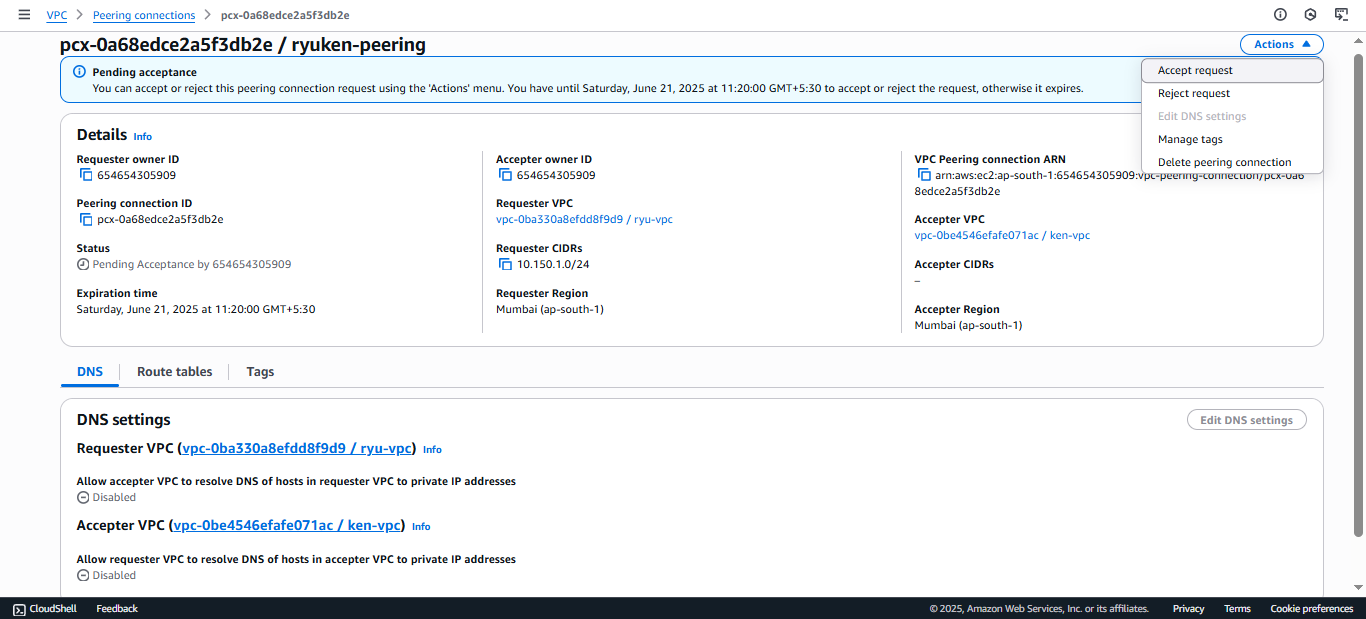 VPC > Peering connections > pcx-0a68edce2a5f3db2e
pcx-0a68edce2a5f3db2e / ryuken-peering
Actions
Accept request
Reject request
Edit DNS settings
Manage tags
Delete peering connection
Pending acceptance
You can accept or reject this peering connection request using the 'Actions' menu. You have until Saturday, June 21, 2025 at 11:20:00 GMT+5:30 to accept or reject the request, otherwise it expires.
Details Info
Requester owner ID
654654305909
Peering connection ID
pcx-0a68edce2a5f3db2e
Status
Pending Acceptance by 654654305909
Expiration time
Saturday, June 21, 2025 at 11:20:00 GMT+5:30
Accepter owner ID
654654305909
Requester VPC
vpc-0ba330a8efdd8f9d9 / ryu-vpc
Requester CIDRs
10.150.1.0/24
Requester Region
Mumbai (ap-south-1)
VPC Peering connection ARN
arn:aws:ec2:ap-south-1:654654305909:vpc-peering-connection/pcx-0a6
8edce2a5f3db2e
Accepter VPC
vpc-0be4546efafe071ac / ken-vpc
Accepter CIDRs
–
Accepter Region
Mumbai (ap-south-1)
DNS
Route tables
Tags
DNS settings
Edit DNS settings
Requester VPC (vpc-0ba330a8efdd8f9d9 / ryu-vpc) Info
Allow accepter VPC to resolve DNS of hosts in requester VPC to private IP addresses
Disabled
Accepter VPC (vpc-0be4546efafe071ac / ken-vpc) Info
Allow requester VPC to resolve DNS of hosts in accepter VPC to private IP addresses
Disabled
CloudShell Feedback © 2025, Amazon Web Services, Inc. or its affiliates. Privacy Terms Cookie preferences